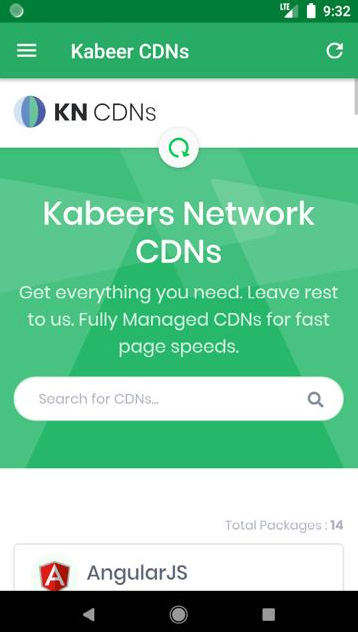 LTE 9:32
Kabeer CDNs
KN CDNs
Kabeers Network
CDNs
Get everything you need. Leave rest
to us. Fully Managed CDNs for fast
page speeds.
Search for CDNs...
Total Packages : 14
A AngularJS